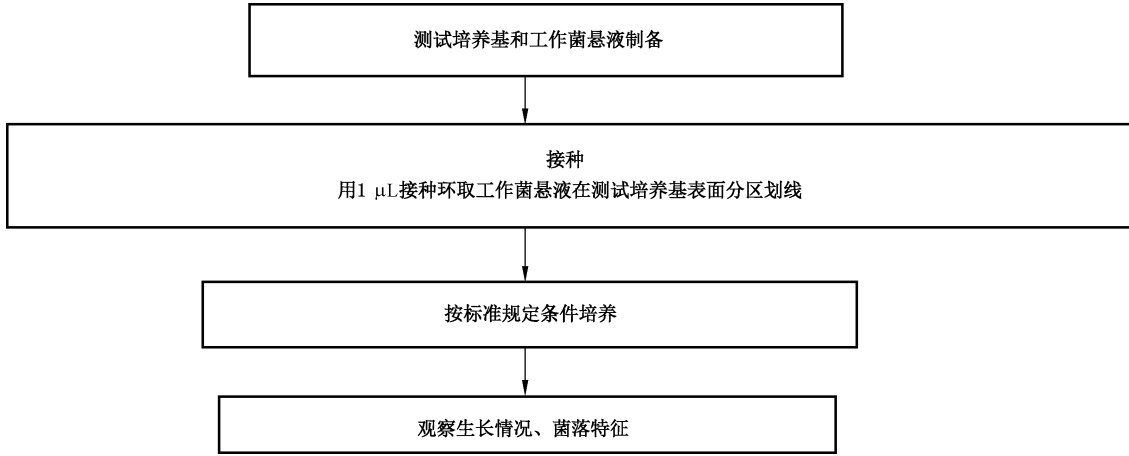 测试培养基和工作菌悬液制备
接种
用1 μL接种环取工作菌悬液在测试培养基表面分区划线
按标准规定条件培养
观察生长情况、菌落特征